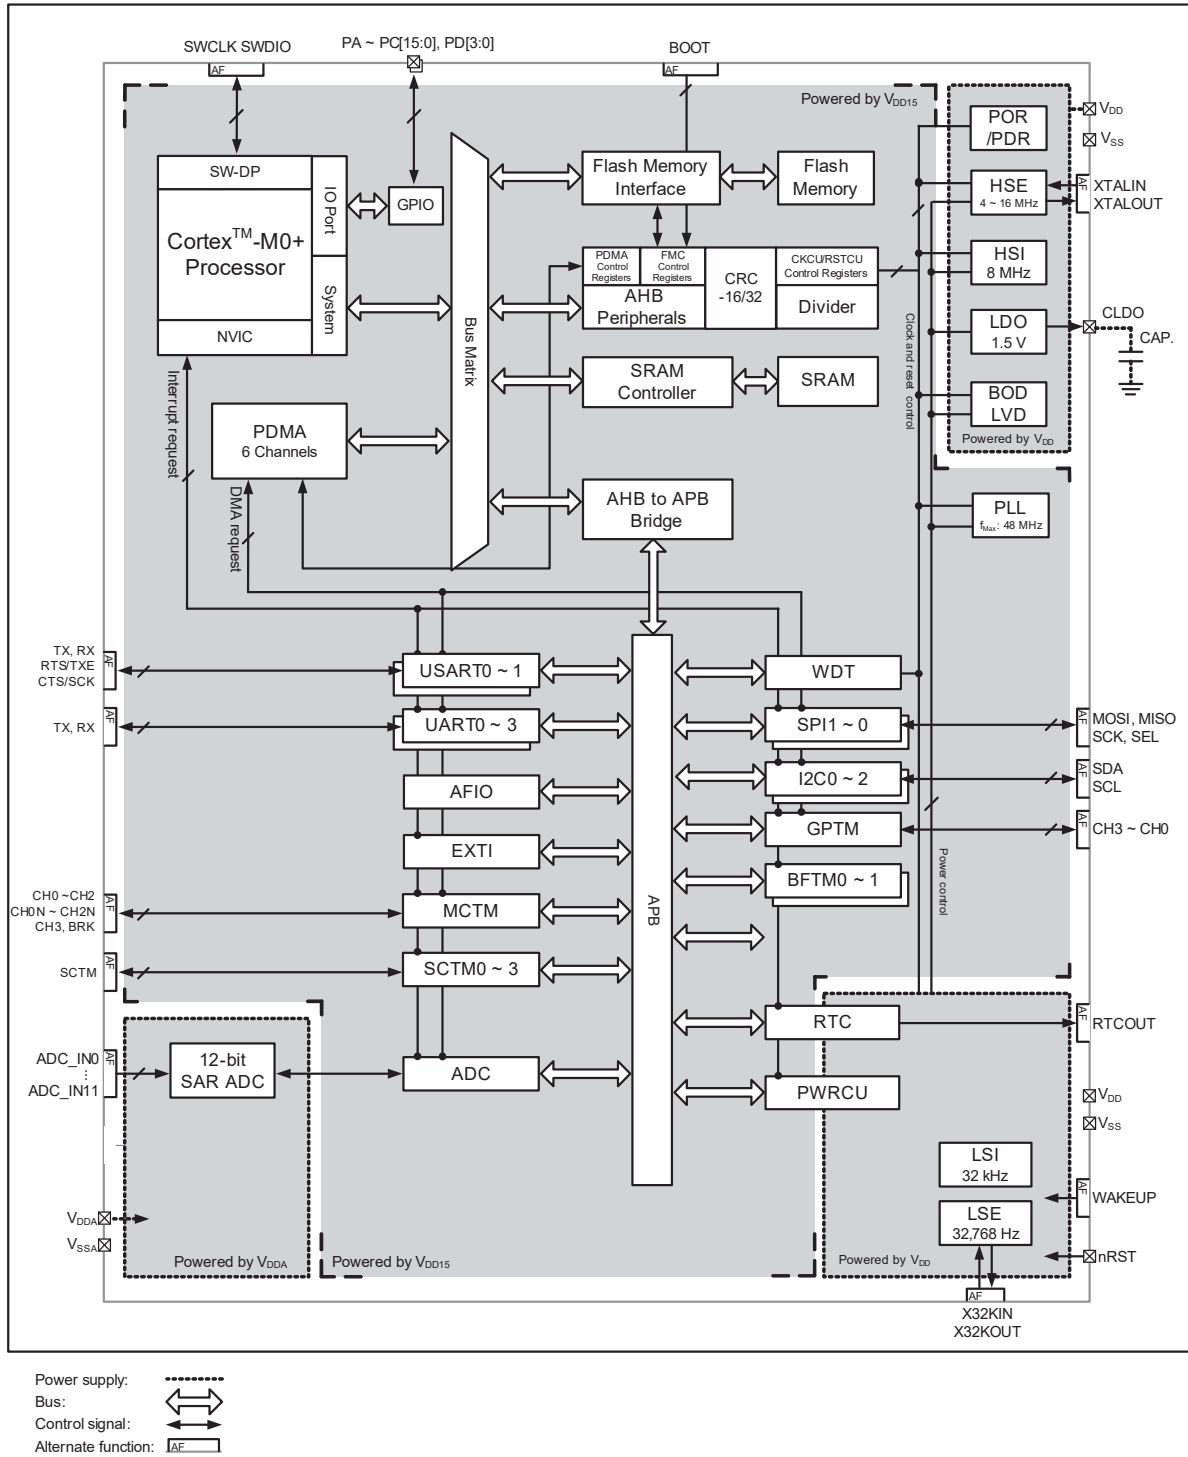 SWCLK SWDIO
AF
PA ~ PC[15:0], PD[3:0]
BOOT
AF
Powered by VDD15
POR
/PDR
VDD
VSS
SW-DP
IO Port
GPIO
Cortex™-M0+
Processor
System
NVIC
Bus Matrix
Flash Memory
Interface
Flash
Memory
HSE
4 ~ 16 MHz
AF
XTALIN
XTALOUT
PDMA
Control
Registers
FMC
Control
Registers
CRC
-16/32
CKCU/RSTCU
Control Registers
AHB
Peripherals
Divider
HSI
8 MHz
LDO
1.5 V
CLDO
CAP.
Clock and reset control
SRAM
Controller
SRAM
BOD
LVD
Powered by VDD
Interrupt request
PDMA
6 Channels
DMA request
AHB to APB
Bridge
PLL
fMax: 48 MHz
TX, RX
RTS/TXE
CTS/SCK
AF
USART0 ~ 1
WDT
TX, RX
AF
UART0 ~ 3
SPI1 ~ 0
AF
MOSI, MISO
SCK, SEL
AFIO
I2C0 ~ 2
AF
SDA
SCL
EXTI
GPTM
AF
CH3 ~ CH0
BFTM0 ~ 1
Power control
APB
CH0 ~CH2
CH0N ~ CH2N
CH3, BRK
AF
MCTM
SCTM
AF
SCTM0 ~ 3
RTC
AF
RTCOUT
ADC_IN0
⋮
ADC_IN11
AF
12-bit
SAR ADC
ADC
PWRCU
VDD
VSS
LSI
32 kHz
AF
WAKEUP
LSE
32,768 Hz
VDDA
VSSA
Powered by VDDA
Powered by VDD15
Powered by VDD
nRST
AF
X32KIN
X32KOUT
Power supply:
Bus:
Control signal:
Alternate function:
AF